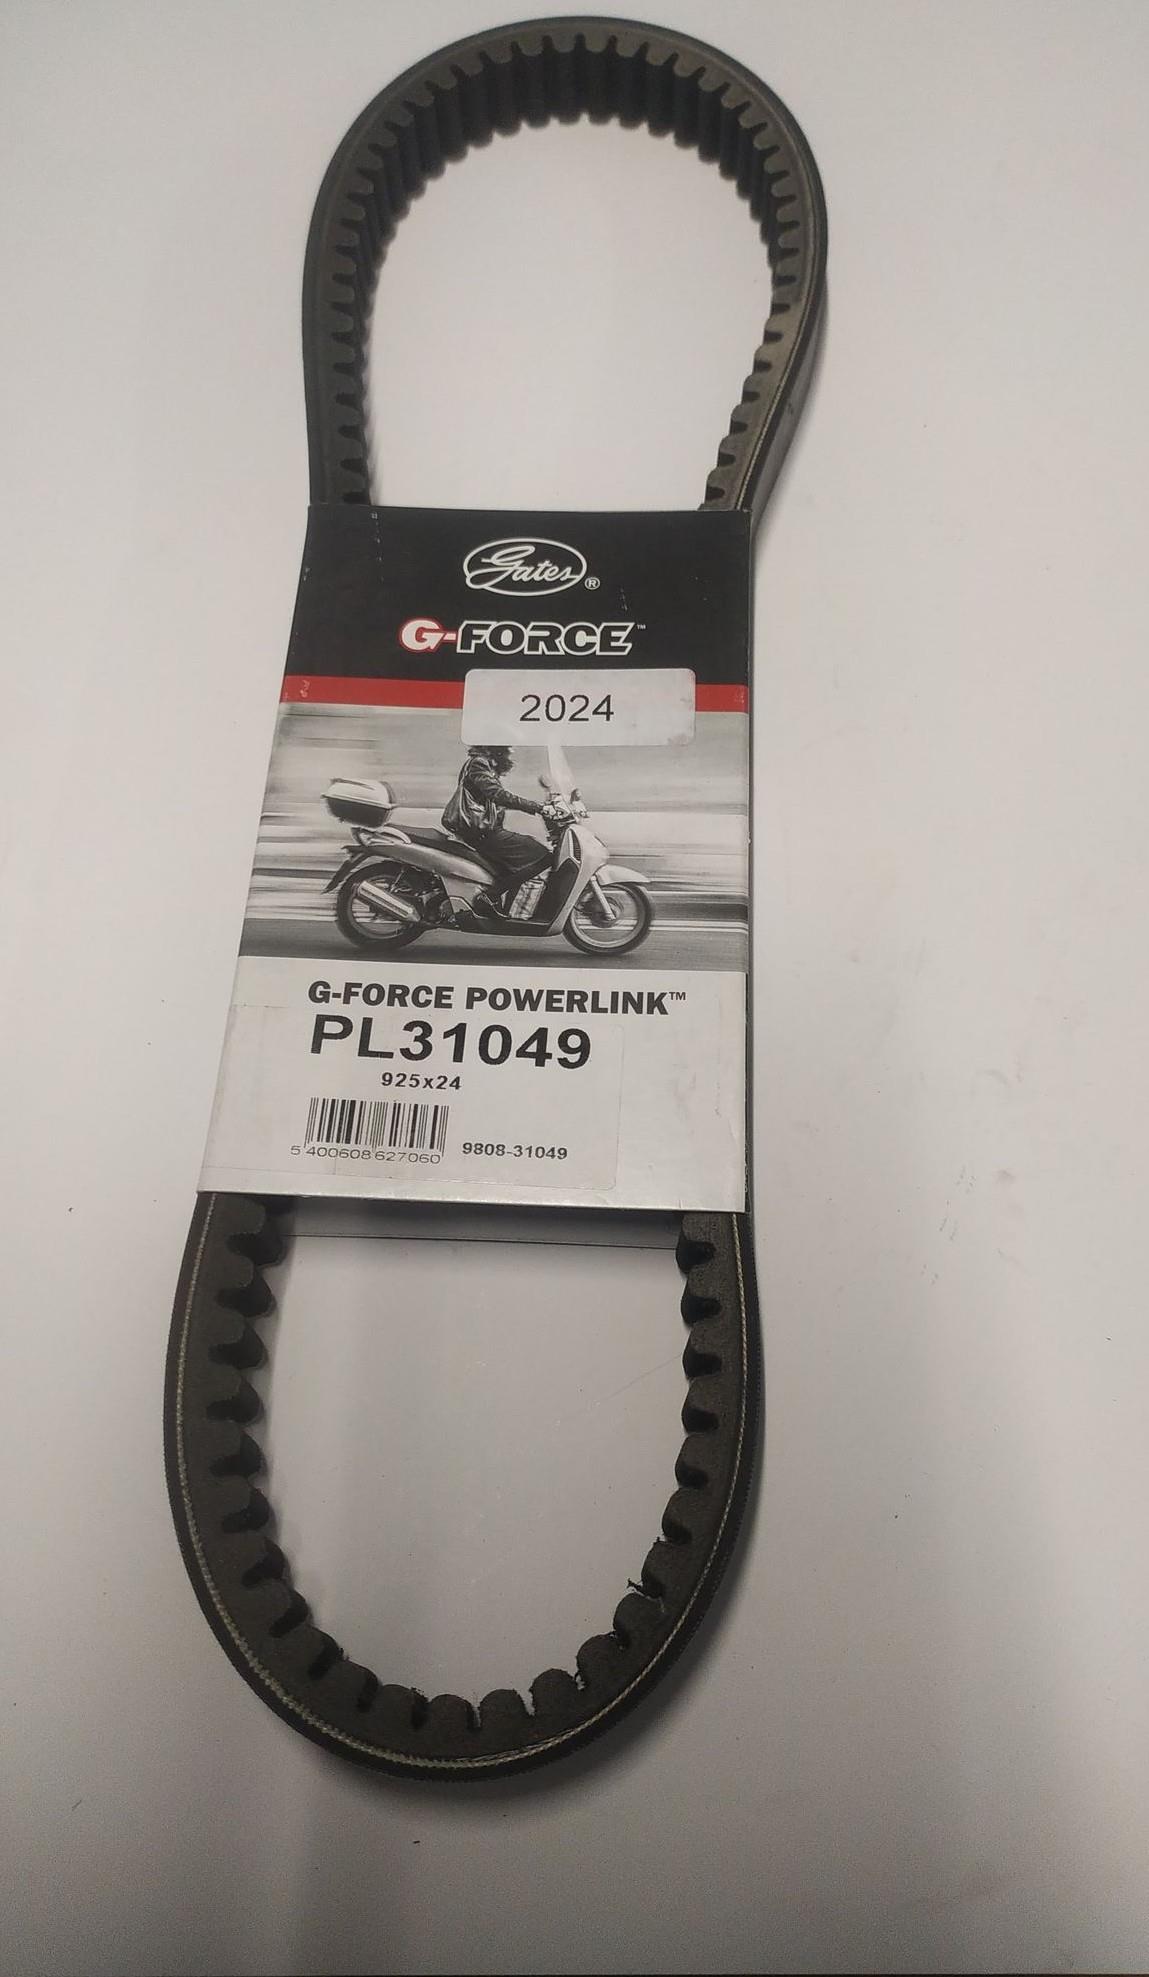 Gates®
G-FORCE™
2024
G-FORCE POWERLINK™
PL31049
925x24
5 400608 627060
9808-31049